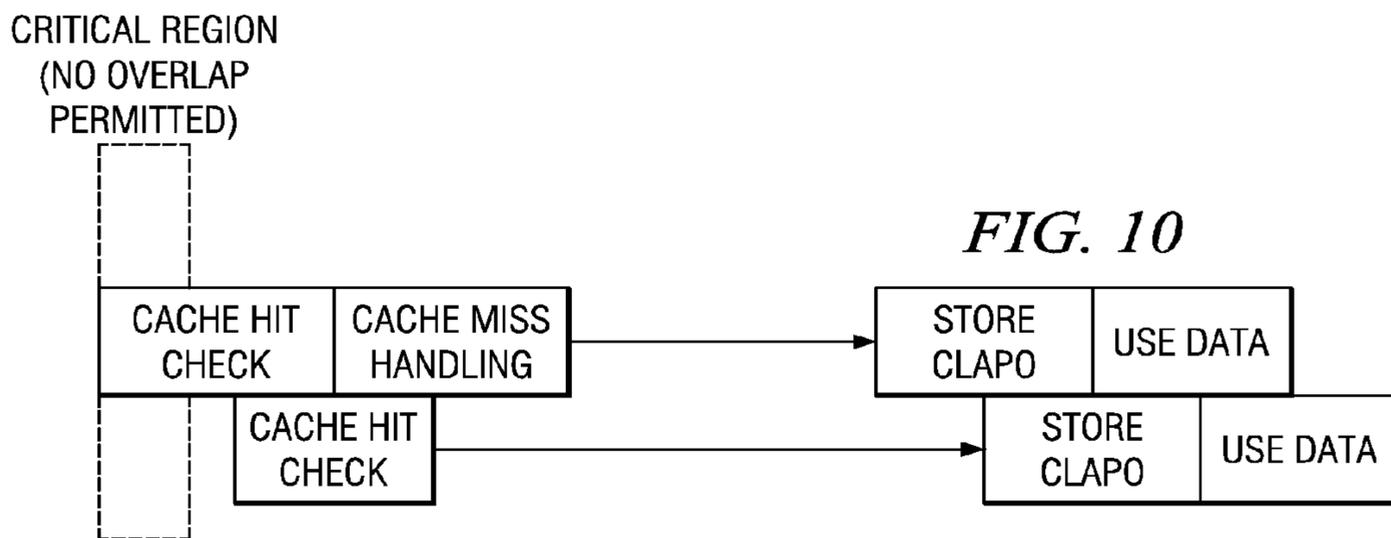 CRITICAL REGION
(NO OVERLAP
PERMITTED)
FIG. 10
CACHE HIT
CHECK
CACHE MISS
HANDLING
STORE
CLAPO
USE DATA
CACHE HIT
CHECK
STORE
CLAPO
USE DATA